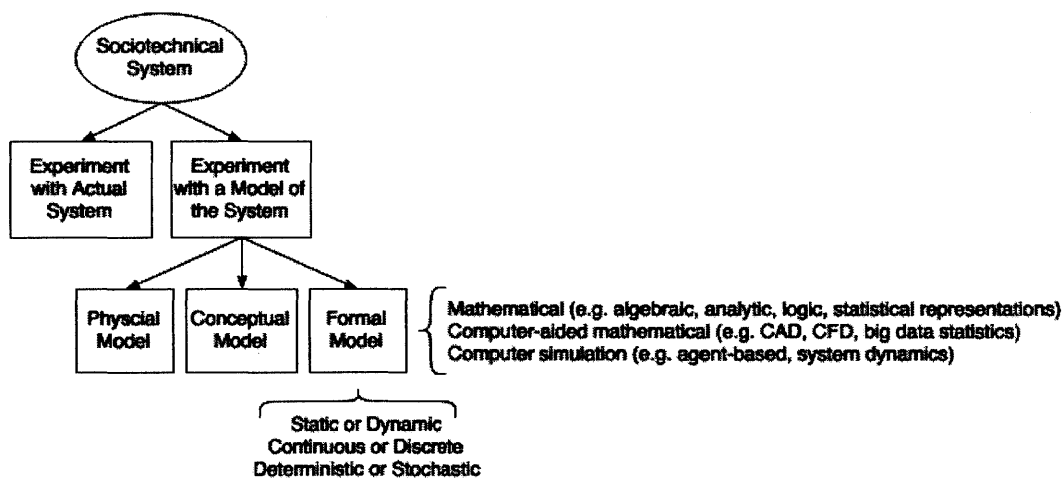 Sociotechnical
System
Experiment
with Actual
System
Experiment
with a Model of
the System
Physcial
Model
Conceptual
Model
Formal
Model
Mathematical (e.g. algebraic, analytic, logic, statistical representations)
Computer-aided mathematical (e.g. CAD, CFD, big data statistics)
Computer simulation (e.g. agent-based, system dynamics)
Static or Dynamic
Continuous or Discrete
Deterministic or Stochastic